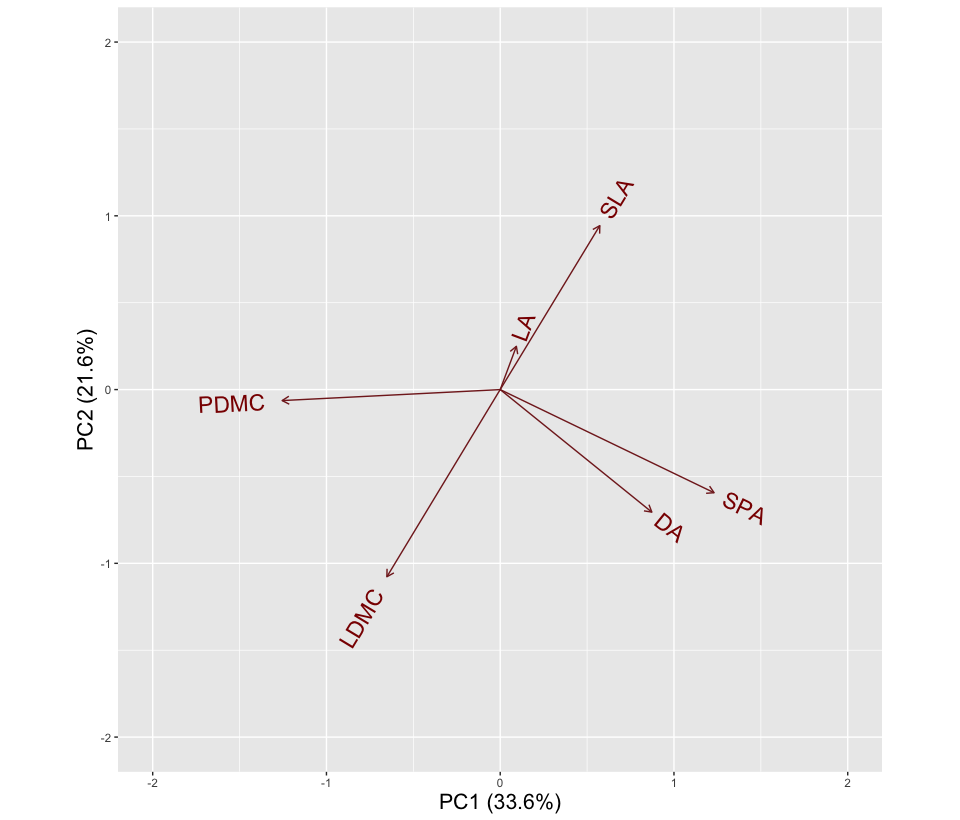 2
SLA
1
LA
0
PDMC
SPA
DA
-1
LDMC
-2
PC2 (21.6%)
-2 -1 0 1 2
PC1 (33.6%)